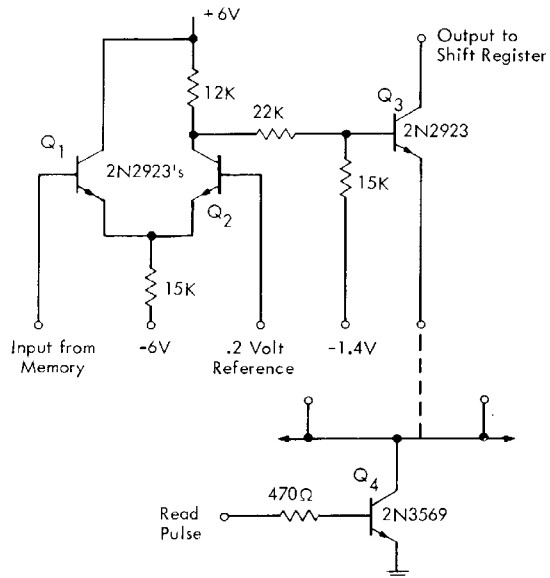 +6V
Output to
Shift Register
12K
22K
Q3
2N2923
Q1
2N2923's
Q2
15K
15K
Input from
Memory
-6V
.2 Volt
Reference
-1.4V
Q4
470Ω
2N3569
Read
Pulse